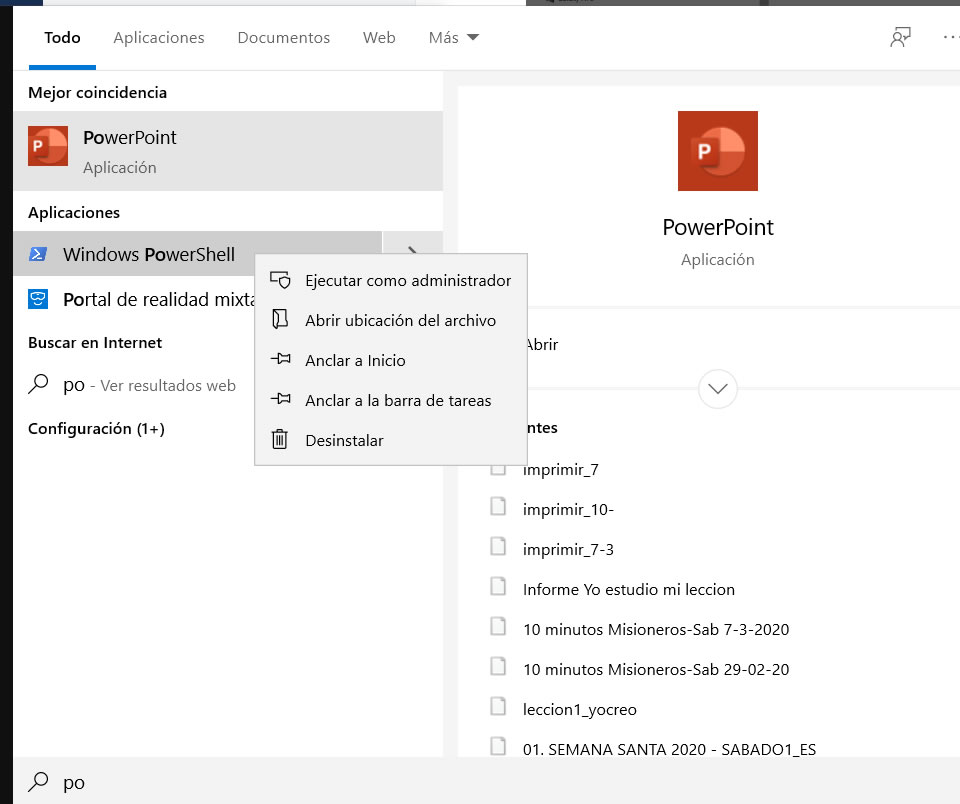 Todo Aplicaciones Documentos Web Más
Mejor coincidencia
PowerPoint
Aplicación
Aplicaciones
Windows PowerShell
Portal de realidad mixta
Buscar en Internet
po - Ver resultados web
Configuración (1+)
Ejecutar como administrador
Abrir ubicación del archivo
Anclar a Inicio
Anclar a la barra de tareas
Desinstalar
PowerPoint
Aplicación
Abrir
ntes
imprimir_7
imprimir_10-
imprimir_7-3
Informe Yo estudio mi leccion
10 minutos Misioneros-Sab 7-3-2020
10 minutos Misioneros-Sab 29-02-20
leccion1_yocreo
01. SEMANA SANTA 2020 - SABADO1_ES
po